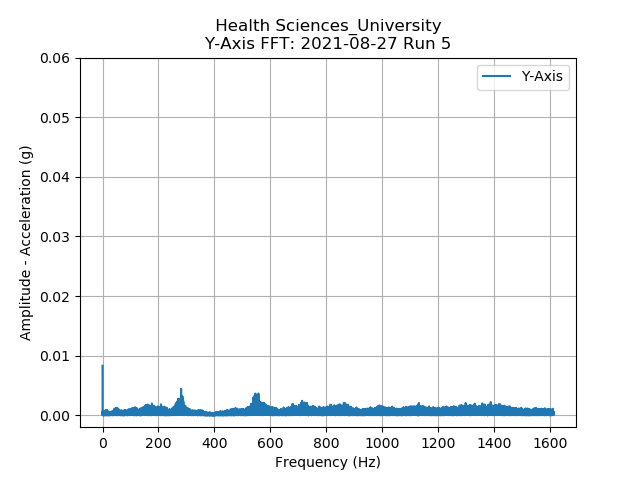 Health Sciences_University
Y-Axis FFT: 2021-08-27 Run 5
Y-Axis
0.06
0.05
0.04
0.03
0.02
0.01
0.00
Amplitude - Acceleration (g)
0 200 400 600 800 1000 1200 1400 1600
Frequency (Hz)